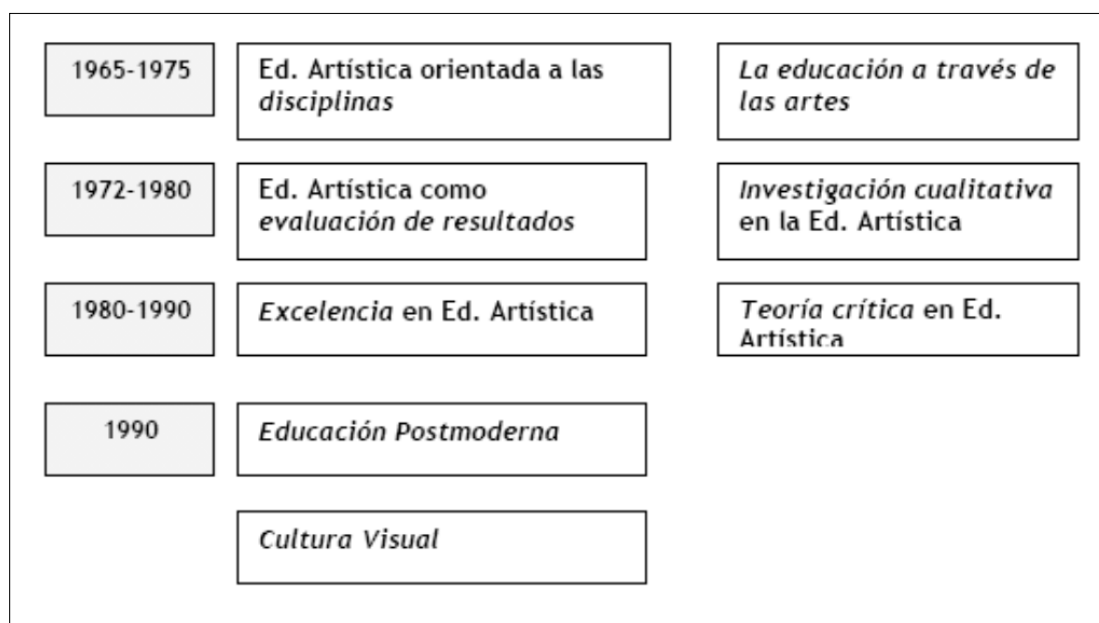 1965-1975
Ed. Artística orientada a las
disciplinas
La educación a través de
las artes
1972-1980
Ed. Artística como
evaluación de resultados
Investigación cualitativa
en la Ed. Artística
1980-1990
Excelencia en Ed. Artística
Teoría crítica en Ed.
Artística
1990
Educación Postmoderna
Cultura Visual